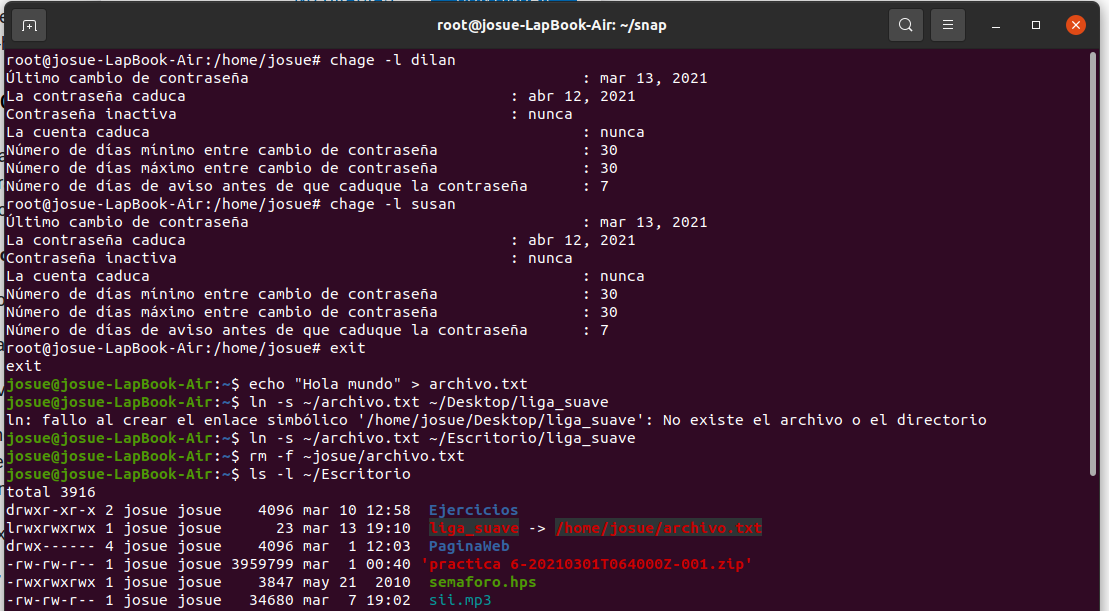 root@josue-LapBook-Air: ~/snap
root@josue-LapBook-Air:/home/josue# chage -l dilan
Último cambio de contraseña : mar 13, 2021
La contraseña caduca : abr 12, 2021
Contraseña inactiva : nunca
La cuenta caduca : nunca
Número de días mínimo entre cambio de contraseña : 30
Número de días máximo entre cambio de contraseña : 30
Número de días de aviso antes de que caduque la contraseña : 7
root@josue-LapBook-Air:/home/josue# chage -l susan
Último cambio de contraseña : mar 13, 2021
La contraseña caduca : abr 12, 2021
Contraseña inactiva : nunca
La cuenta caduca : nunca
Número de días mínimo entre cambio de contraseña : 30
Número de días máximo entre cambio de contraseña : 30
Número de días de aviso antes de que caduque la contraseña : 7
root@josue-LapBook-Air:/home/josue# exit
exit
josue@josue-LapBook-Air:~$ echo "Hola mundo" > archivo.txt
josue@josue-LapBook-Air:~$ ln -s ~/archivo.txt ~/Desktop/liga_suave
ln: fallo al crear el enlace simbólico '/home/josue/Desktop/liga_suave': No existe el archivo o el directorio
josue@josue-LapBook-Air:~$ ln -s ~/archivo.txt ~/Escritorio/liga_suave
josue@josue-LapBook-Air:~$ rm -f ~josue/archivo.txt
josue@josue-LapBook-Air:~$ ls -l ~/Escritorio
total 3916
drwxr-xr-x 2 josue josue 4096 mar 10 12:58 Ejercicios
lrwxrwxrwx 1 josue josue 23 mar 13 19:10 liga_suave -> /home/josue/archivo.txt
drwx------ 4 josue josue 4096 mar 1 12:03 PaginaWeb
-rw-rw-r-- 1 josue josue 3959799 mar 1 00:40 'practica 6-20210301T064000Z-001.zip'
-rwxrwxrwx 1 josue josue 3847 may 21 2010 semaforo.hps
-rw-rw-r-- 1 josue josue 34680 mar 7 19:02 sii.mp3